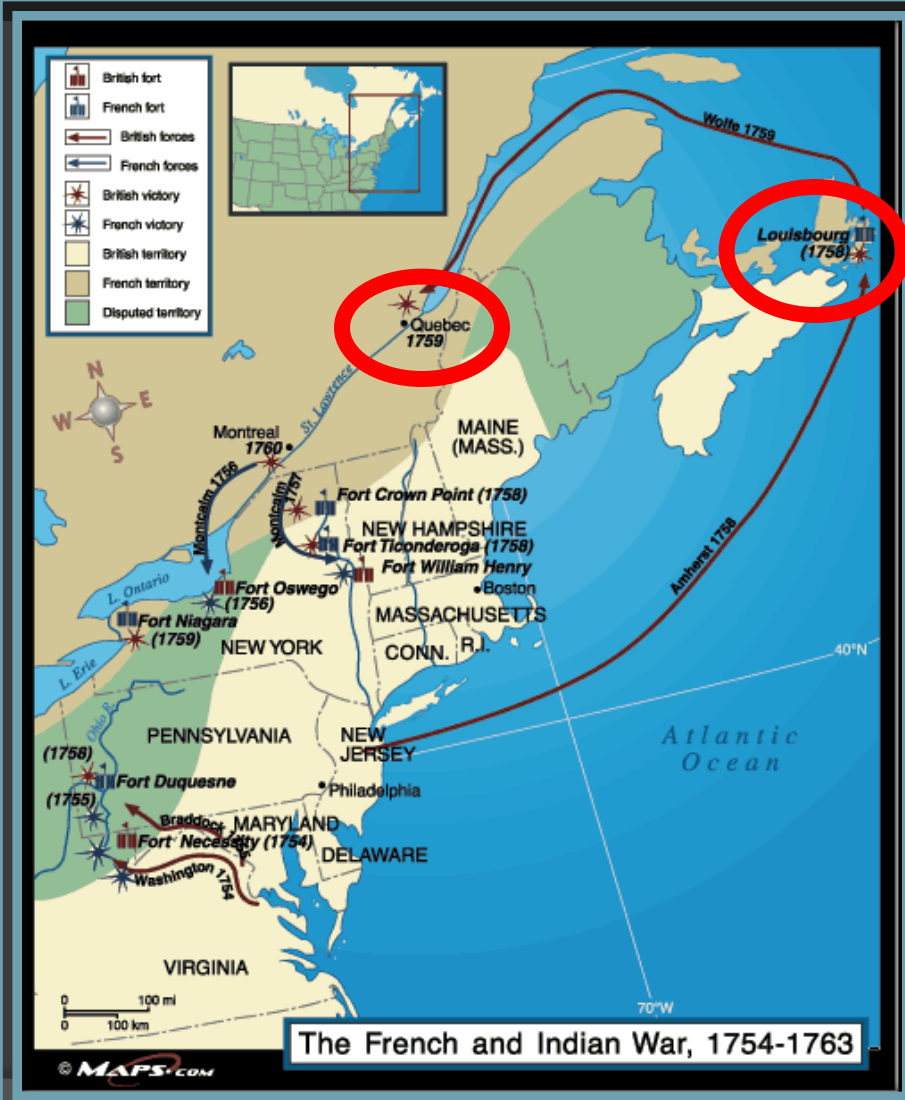 British fort
French fort
British forces
French forces
British victory
French victory
British territory
French territory
Disputed territory
Wolfe 1759
Louisbourg
(1758)
Quebec
1759
N
W
E
S
St. Lawrence
MAINE
(MASS.)
Montreal
1760
Montcalm 1756
Montcalm
1757
Fort Crown Point (1758)
NEW HAMPSHIRE
Fort Ticonderoga (1758)
Fort William Henry
Amherst 1758
L. Ontario
Fort Oswego
(1756)
Boston
Fort Niagara
(1759)
MASSACHUSETTS
NEW YORK
CONN.
R.I.
40°N
L. Erie
Ohio R.
PENNSYLVANIA
NEW
JERSEY
Atlantic
Ocean
(1758)
Fort Duquesne
Philadelphia
(1755)
Braddock 1755
MARYLAND
Fort Necessity (1754)
DELAWARE
Washington 1754
VIRGINIA
0 100 mi
0 100 km
70°W
The French and Indian War, 1754-1763
© MAPS.COM